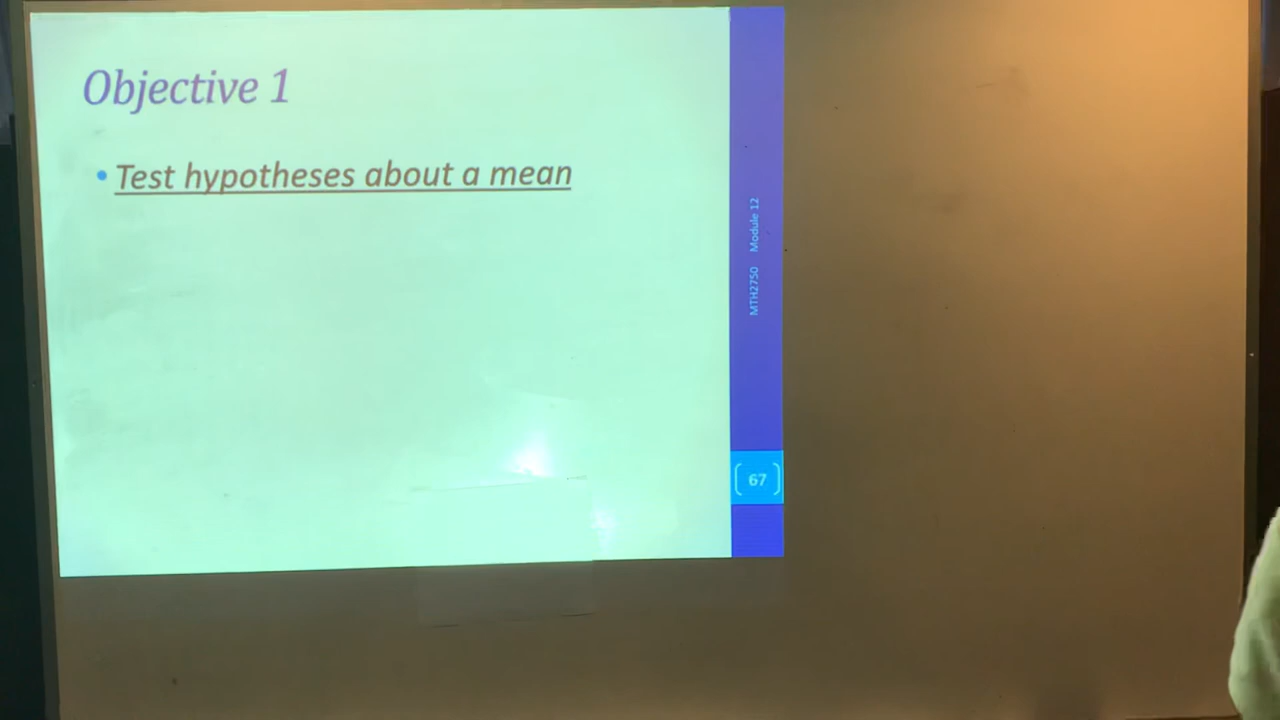 Objective 1
• Test hypotheses about a mean
MTH2750 Module 12
67